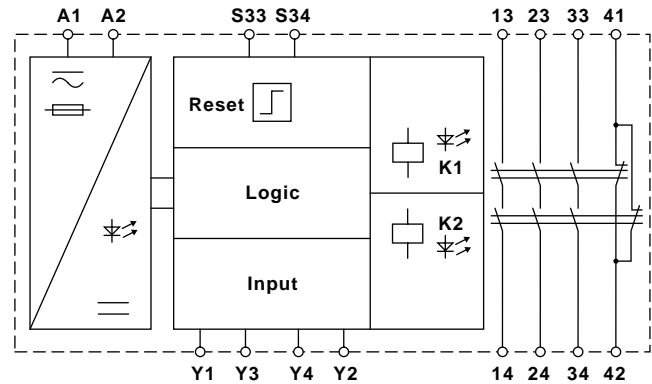 A1 A2 S33 S34 13 23 33 41
Reset
K1
Logic
K2
Input
Y1 Y3 Y4 Y2 14 24 34 42